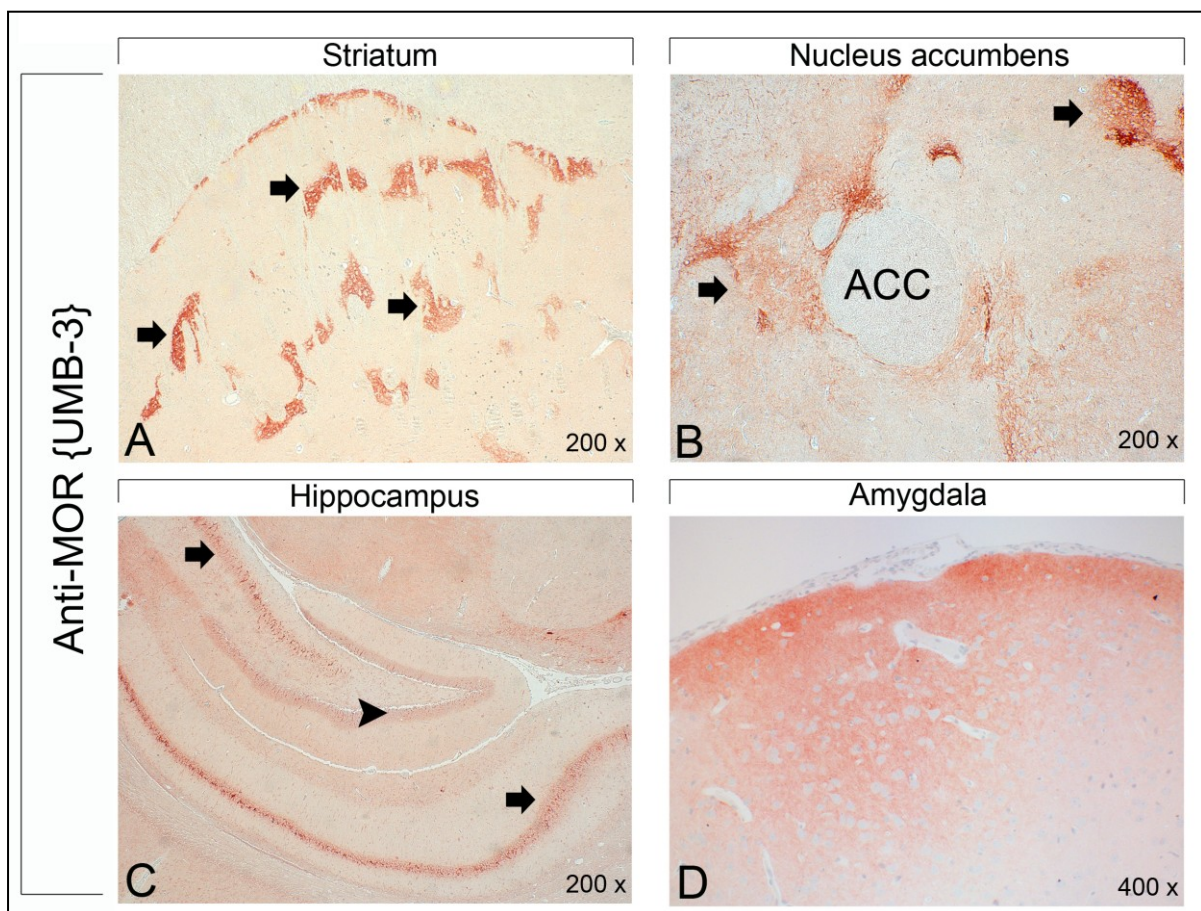 Anti-MOR {UMB-3}
Striatum
A
200 x
Nucleus accumbens
ACC
B
200 x
Hippocampus
C
200 x
Amygdala
D
400 x